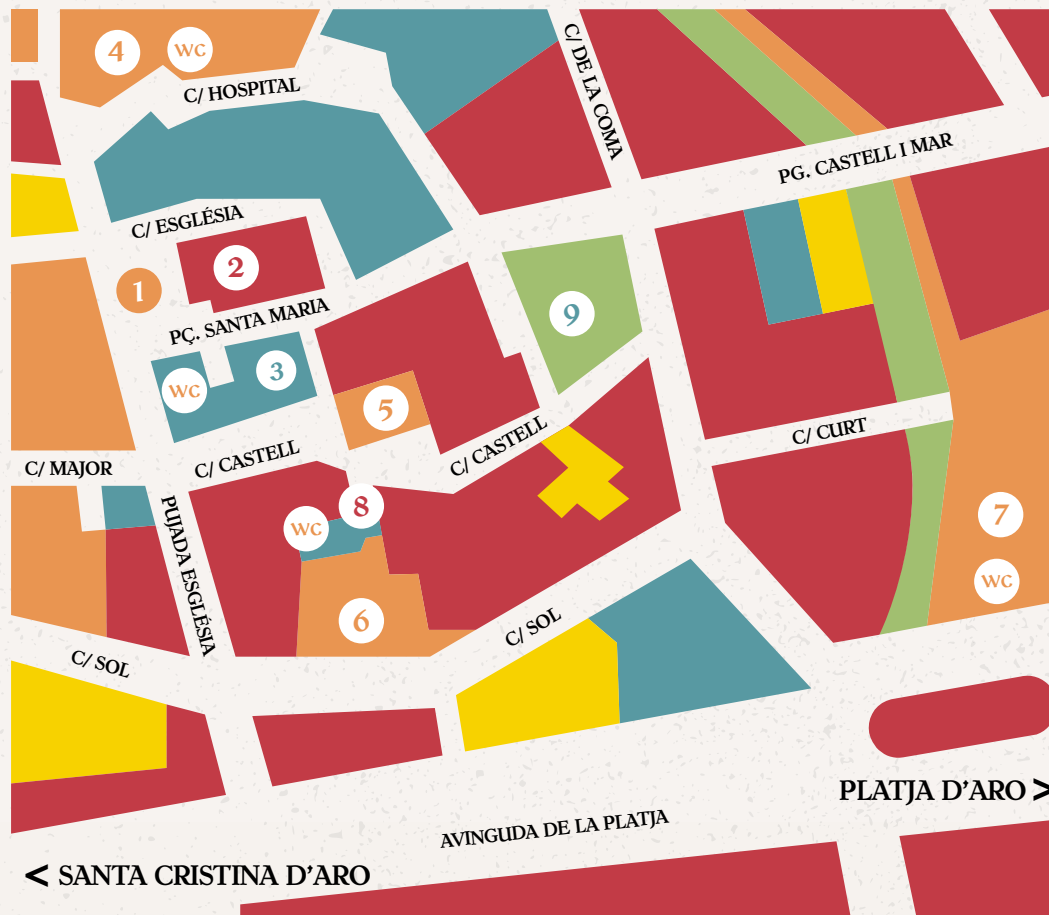 4
WC
C/ HOSPITAL
C/ DE LA COMA
PG. CASTELL I MAR
C/ ESGLÉSIA
2
1
PÇ. SANTA MARIA
9
WC
3
5
C/ CASTELL
C/ CASTELL
C/ CURT
C/ MAJOR
PUJADA ESGLÉSIA
8
WC
7
WC
6
C/ SOL
C/ SOL
PLATJA D'ARO >
AVINGUDA DE LA PLATJA
< SANTA CRISTINA D'ARO